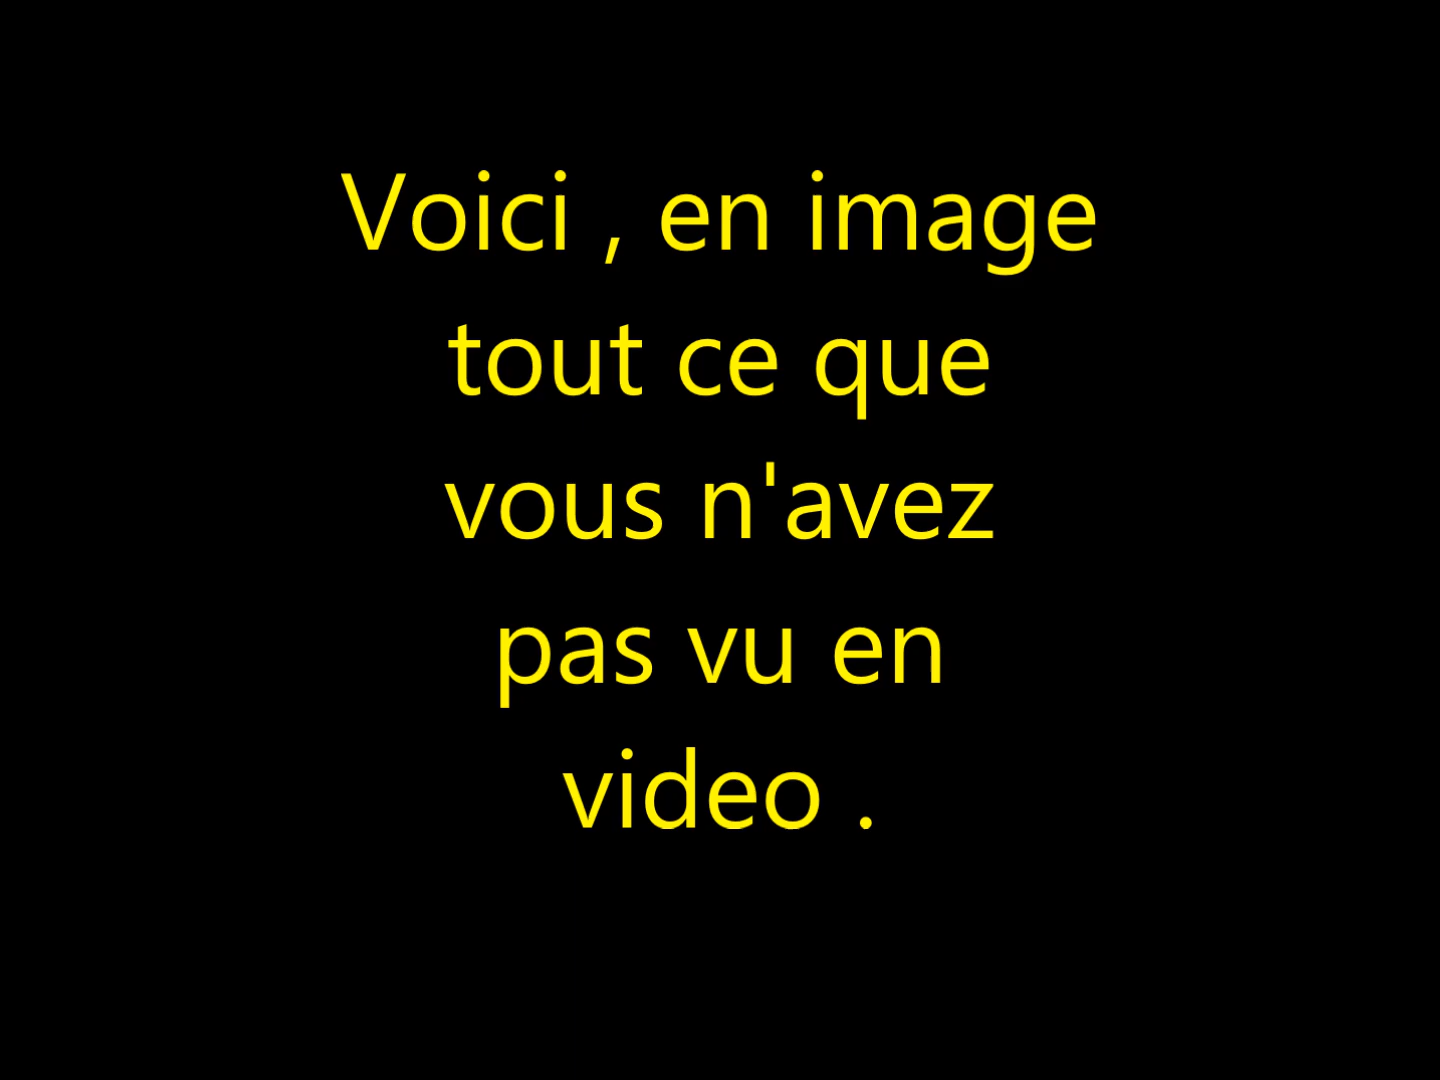 Voici , en image
tout ce que
vous n'avez
pas vu en
video .